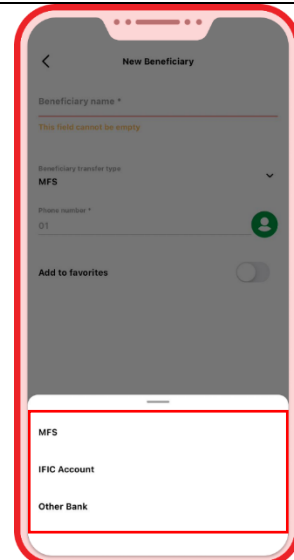 New Beneficiary
Beneficiary name *
This field cannot be empty
Beneficiary transfer type
MFS
Phone number *
01
Add to favorites
MFS
IFIC Account
Other Bank